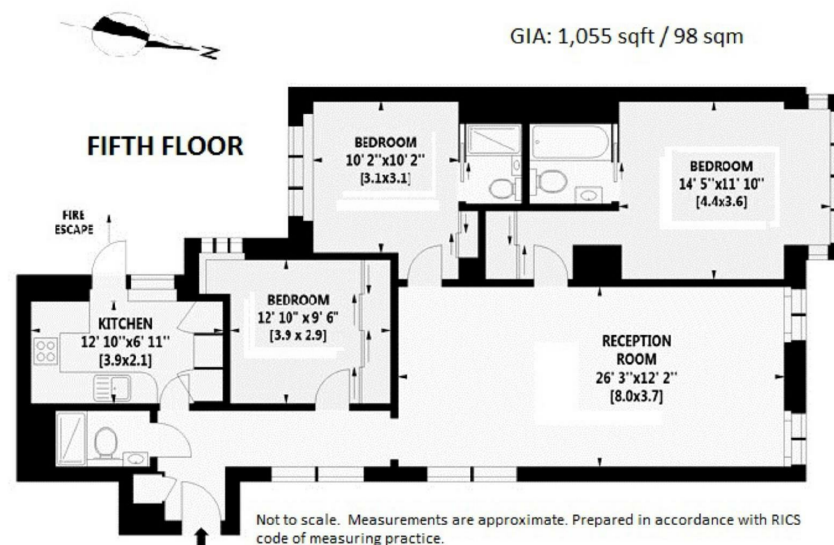 GIA: 1,055 sqft / 98 sqm
N
FIFTH FLOOR
BEDROOM
10' 2"x10' 2"
[3.1x3.1]
BEDROOM
14' 5"x11' 10"
[4.4x3.6]
FIRE
ESCAPE
KITCHEN
12' 10"x6' 11"
[3.9x2.1]
BEDROOM
12' 10" x 9' 6"
[3.9 x 2.9]
RECEPTION
ROOM
26' 3"x12' 2"
[8.0x3.7]
Not to scale. Measurements are approximate. Prepared in accordance with RICS
code of measuring practice.